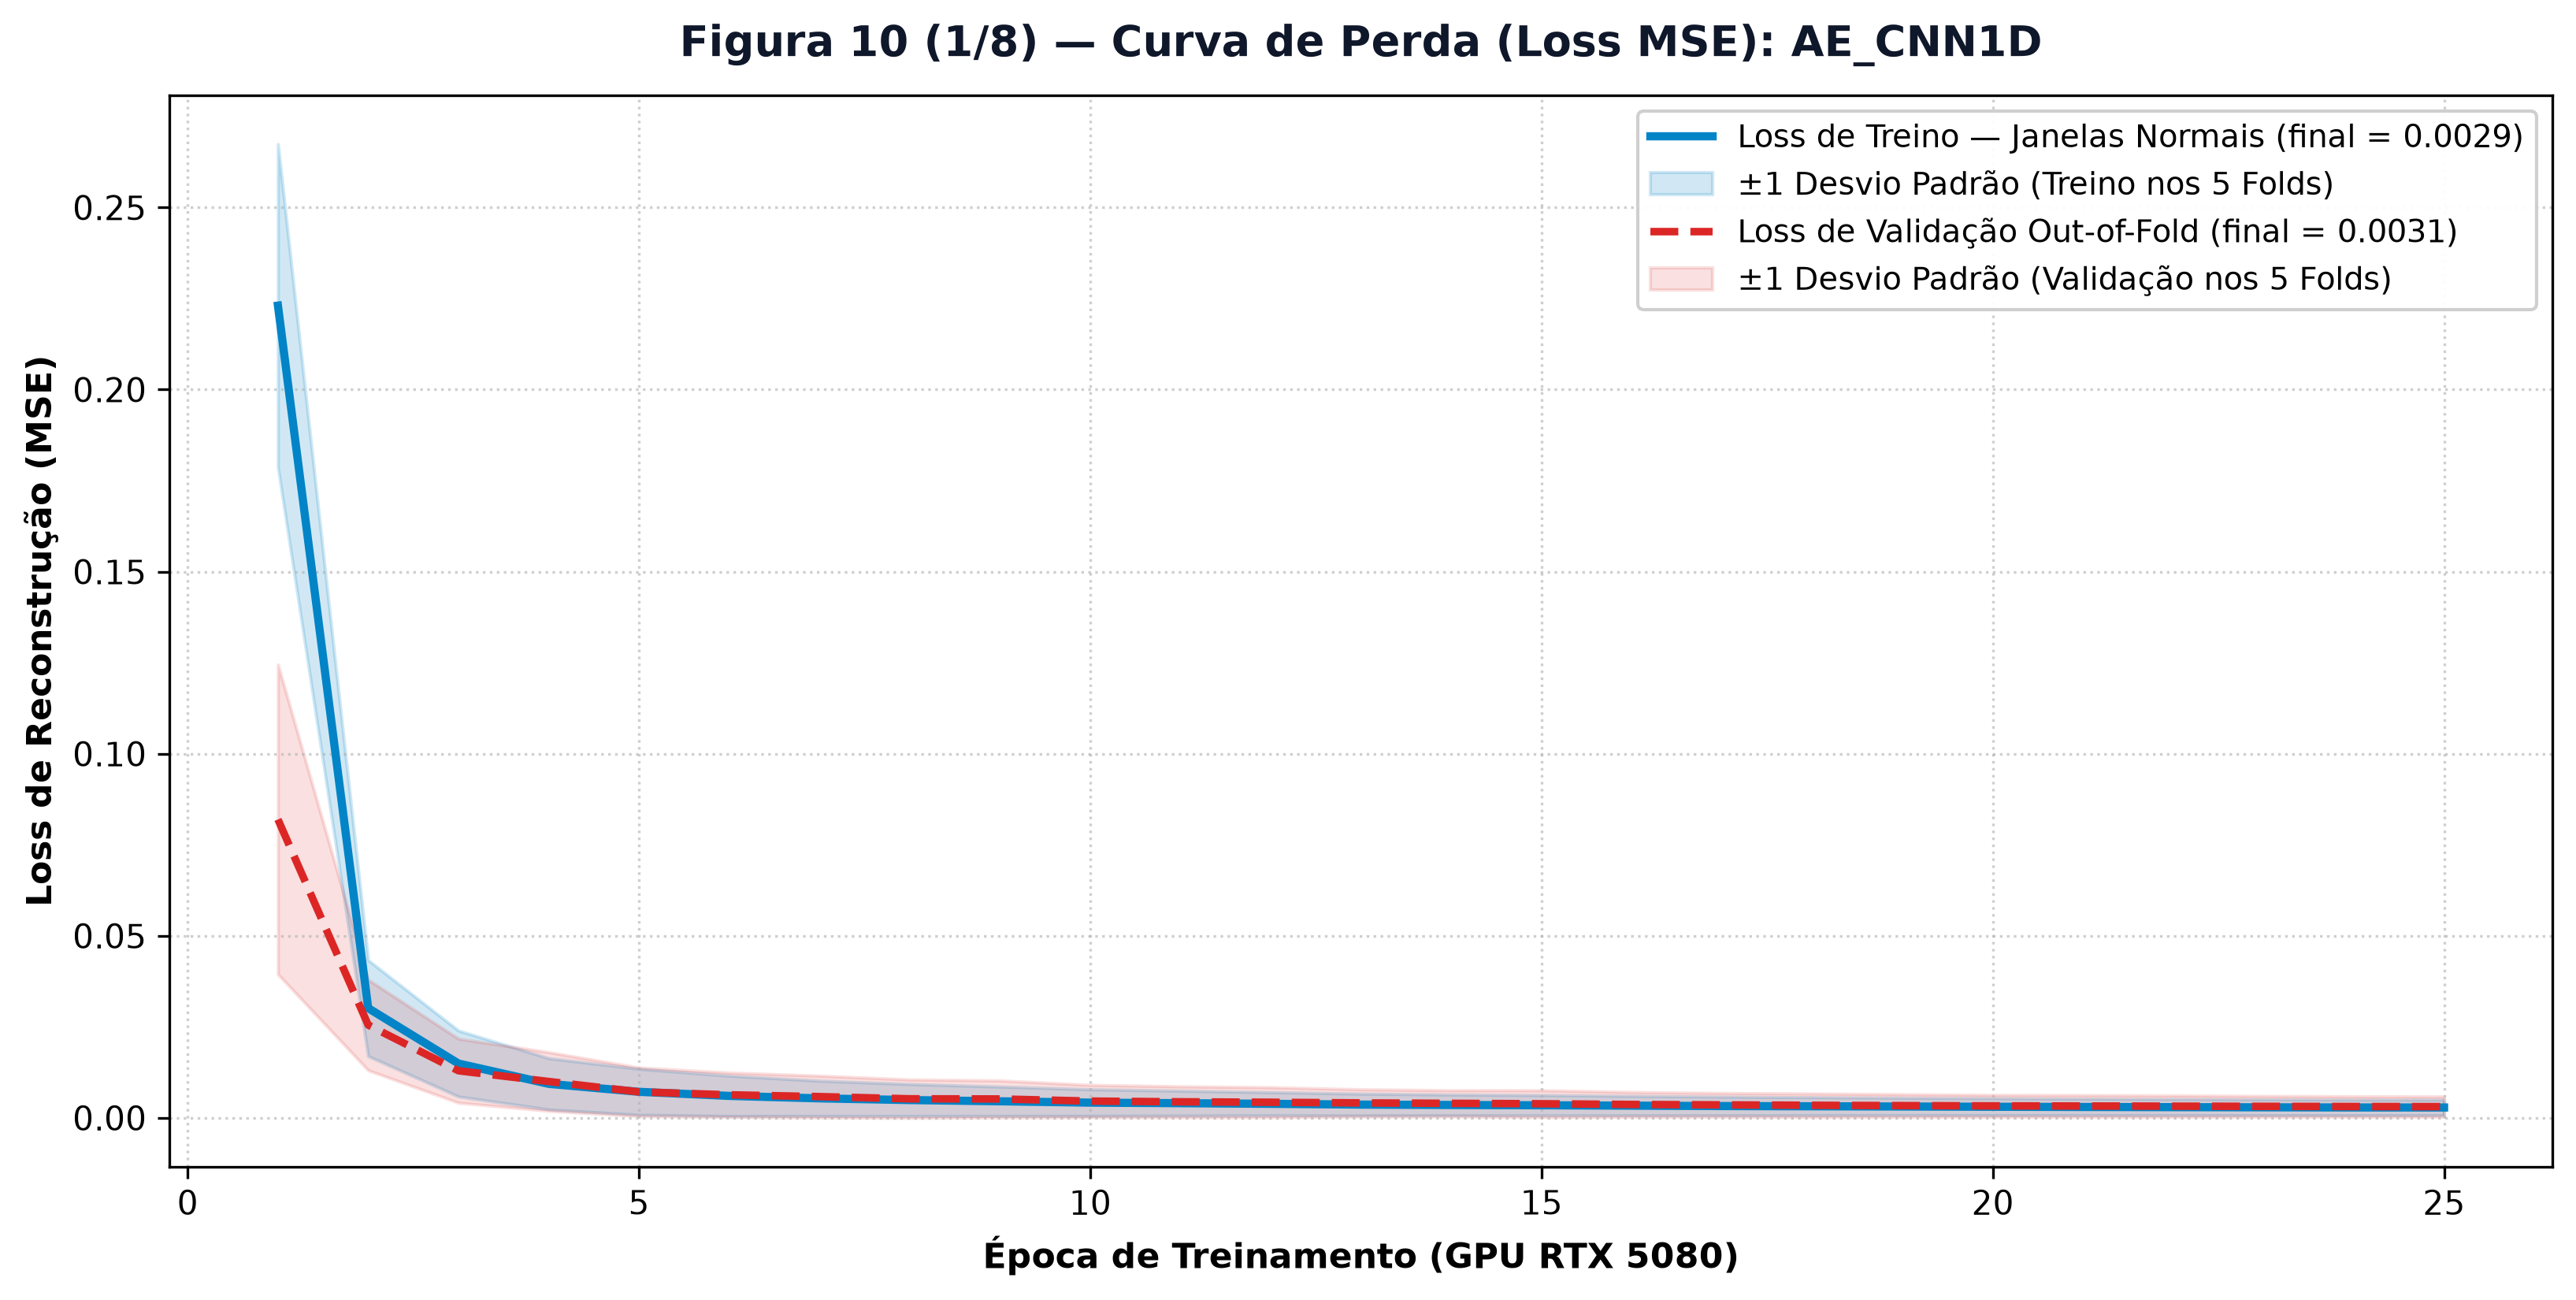 Figura 10 (1/8) — Curva de Perda (Loss MSE): AE_CNN1D
Loss de Treino — Janelas Normais (final = 0.0029)
±1 Desvio Padrão (Treino nos 5 Folds)
Loss de Validação Out-of-Fold (final = 0.0031)
±1 Desvio Padrão (Validação nos 5 Folds)
Loss de Reconstrução (MSE)
0.25
0.20
0.15
0.10
0.05
0.00
0
5
10
15
20
25
Época de Treinamento (GPU RTX 5080)